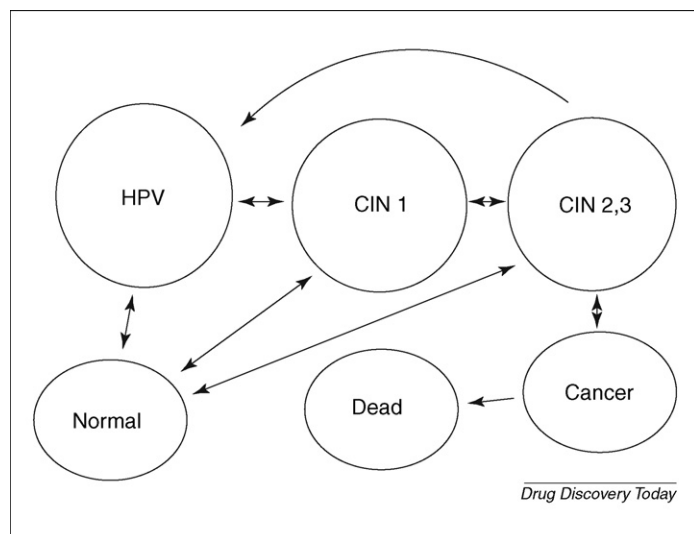 HPV
CIN 1
CIN 2,3
Normal
Dead
Cancer
Drug Discovery Today